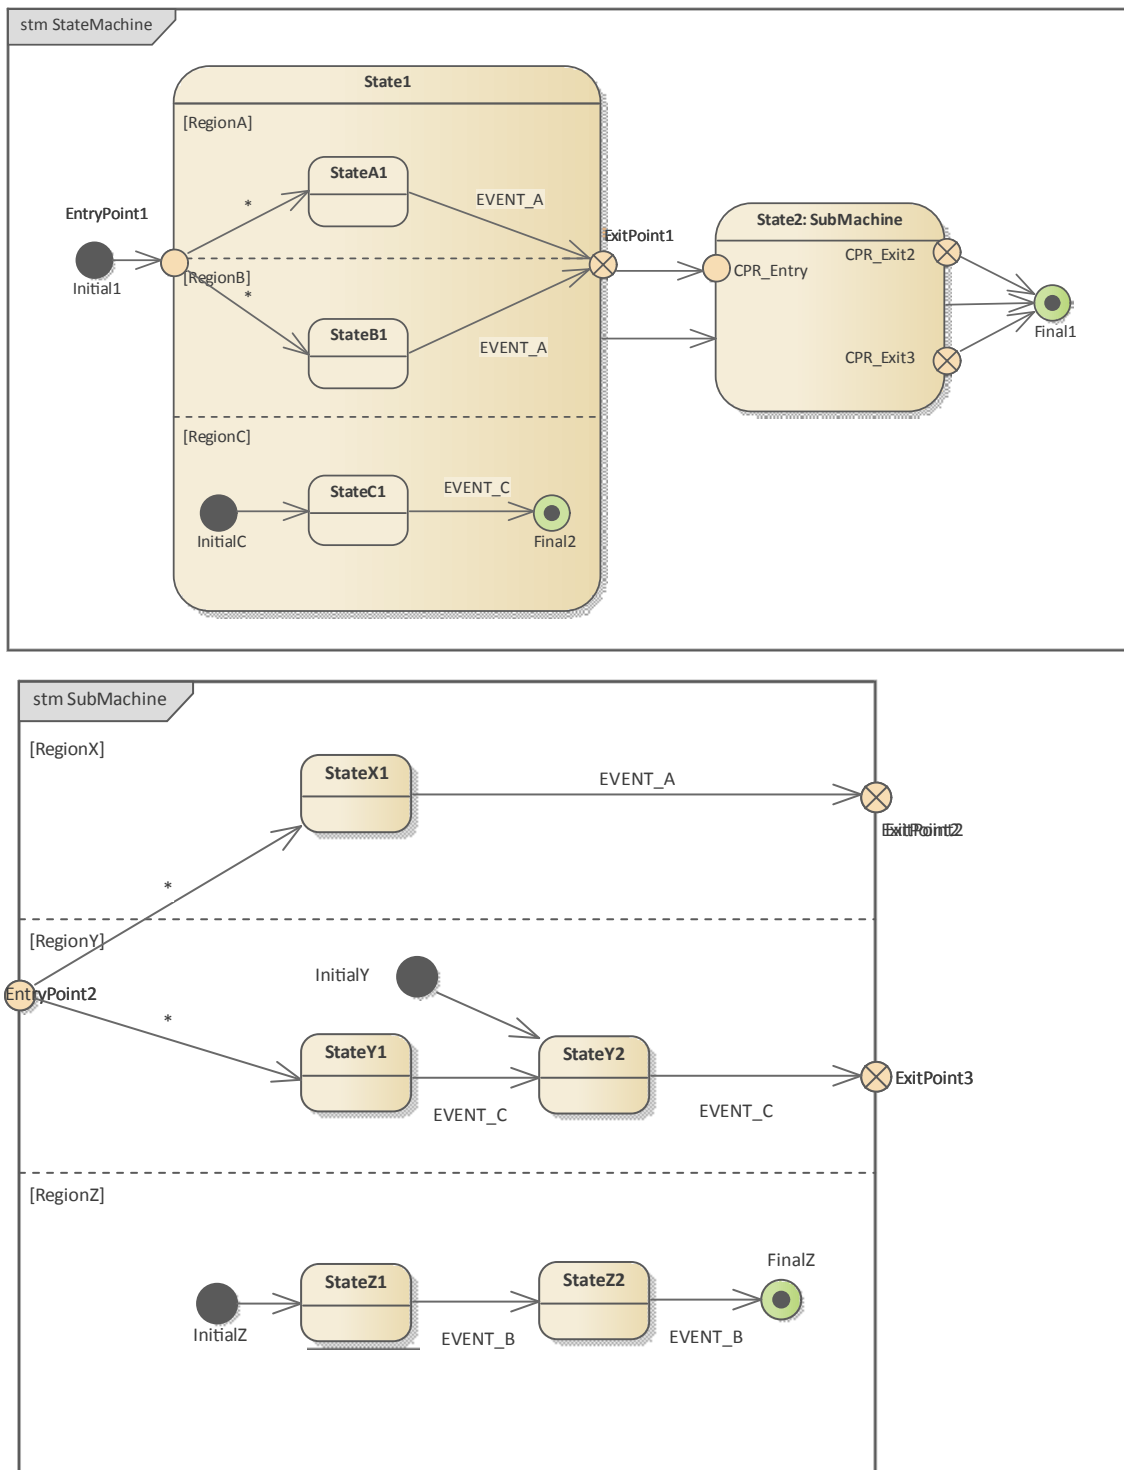 stm StateMachine
State1
[RegionA]
StateA1
*
EVENT_A
EntryPoint1
Initial1
ExitPoint1
[RegionB]
*
StateB1
EVENT_A
State2: SubMachine
CPR_Entry
CPR_Exit2
CPR_Exit3
Final1
[RegionC]
StateC1
EVENT_C
InitialC
Final2
stm SubMachine
[RegionX]
StateX1
EVENT_A
ExitPoint2
*
[RegionY]
InitialY
EntryPoint2
*
StateY1
StateY2
ExitPoint3
EVENT_C
EVENT_C
[RegionZ]
FinalZ
StateZ1
StateZ2
InitialZ
EVENT_B
EVENT_B